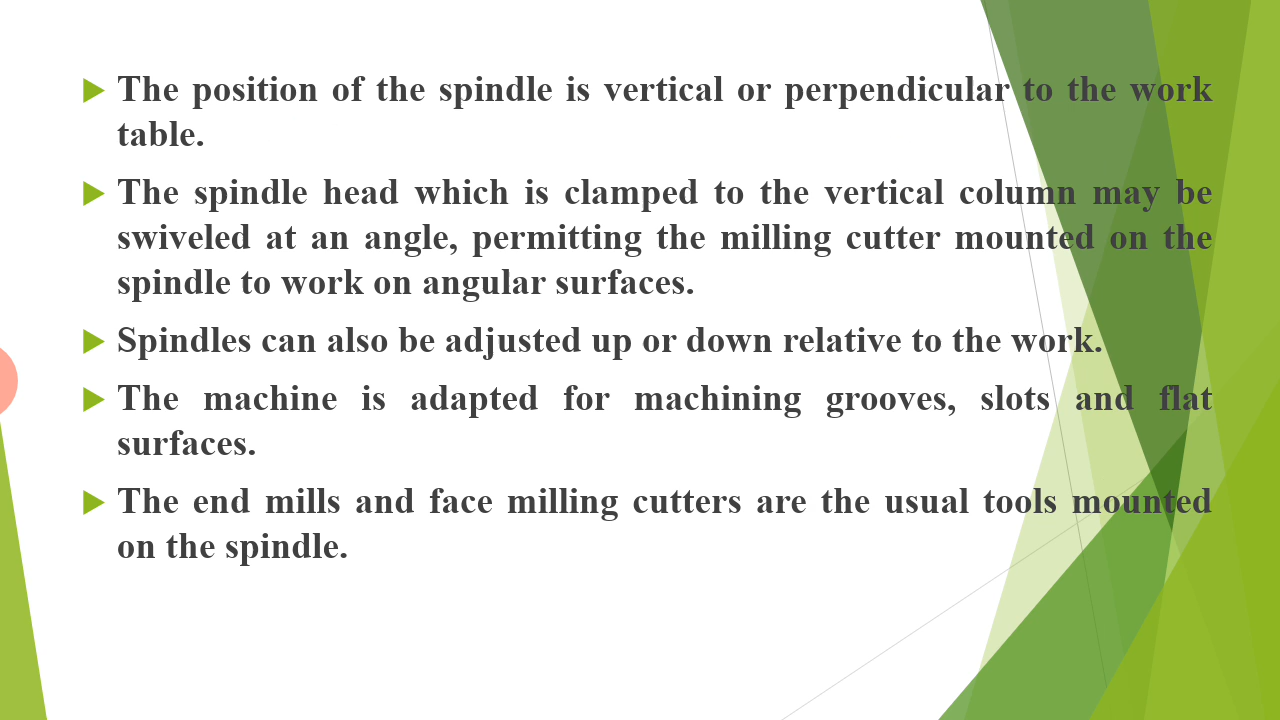 The position of the spindle is vertical or perpendicular to the work
table.
The spindle head which is clamped to the vertical column may be
swiveled at an angle, permitting the milling cutter mounted on the
spindle to work on angular surfaces.
Spindles can also be adjusted up or down relative to the work.
The machine is adapted for machining grooves, slots and flat
surfaces.
The end mills and face milling cutters are the usual tools mounted
on the spindle.